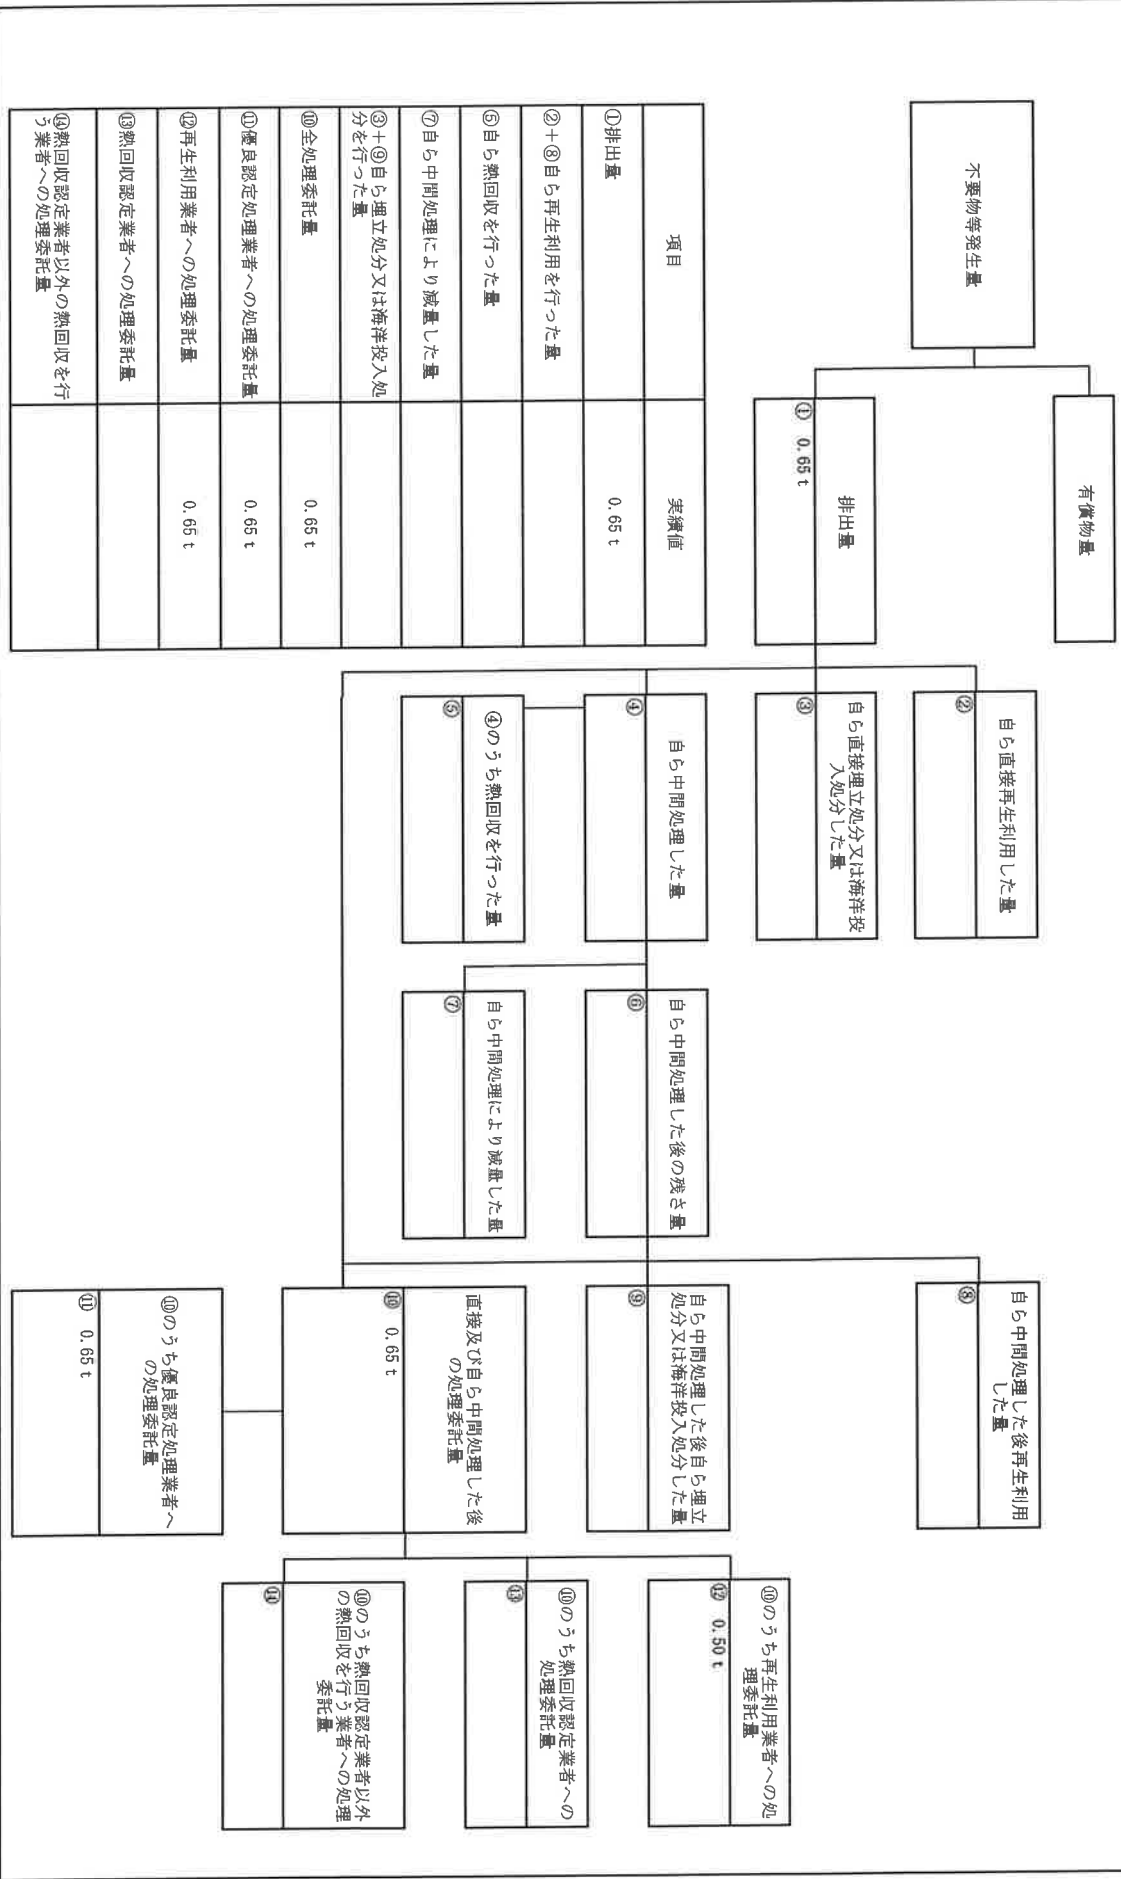 有償物量
不要物等発生量
排出量
① 0.65 t
自ら直接再生利用した量
②
自ら直接埋立処分又は海洋投
入処分した量
③
自ら中間処理した量
④
④のうち熱回収を行った量
⑤
自ら中間処理した後の残さ量
⑥
自ら中間処理により減量した量
⑦
自ら中間処理した後再生利用
した量
⑧
自ら中間処理した後自ら埋立
処分又は海洋投入処分した量
⑨
直接及び自ら中間処理した後
の処理委託量
⑩ 0.65 t
⑩のうち優良認定処理業者へ
の処理委託量
⑪ 0.65 t
⑩のうち再生利用業者への処
理委託量
⑫ 0.50 t
⑩のうち熱回収認定業者への
処理委託量
⑬
⑩のうち熱回収認定業者以外
の熱回収を行う業者への処理
委託量
⑭
項目 実績値
①排出量 0.65 t
②+⑧自ら再生利用を行った量
⑤自ら熱回収を行った量
⑦自ら中間処理により減量した量
③+⑨自ら埋立処分又は海洋投入処
分を行った量
⑩全処理委託量 0.65 t
⑪優良認定処理業者への処理委託量 0.65 t
⑫再生利用業者への処理委託量 0.65 t
⑬熱回収認定業者への処理委託量
⑭熱回収認定業者以外の熱回収を行
う業者への処理委託量